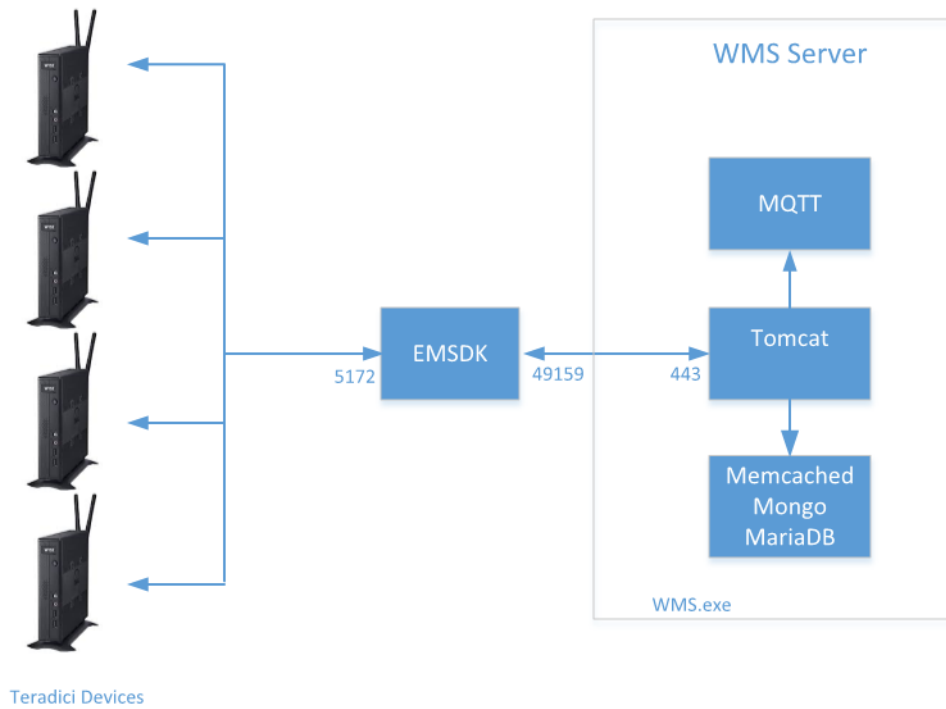 WMS Server
MQTT
Tomcat
EMSDK
5172
49159
443
Memcached
Mongo
MariaDB
WMS.exe
Teradici Devices